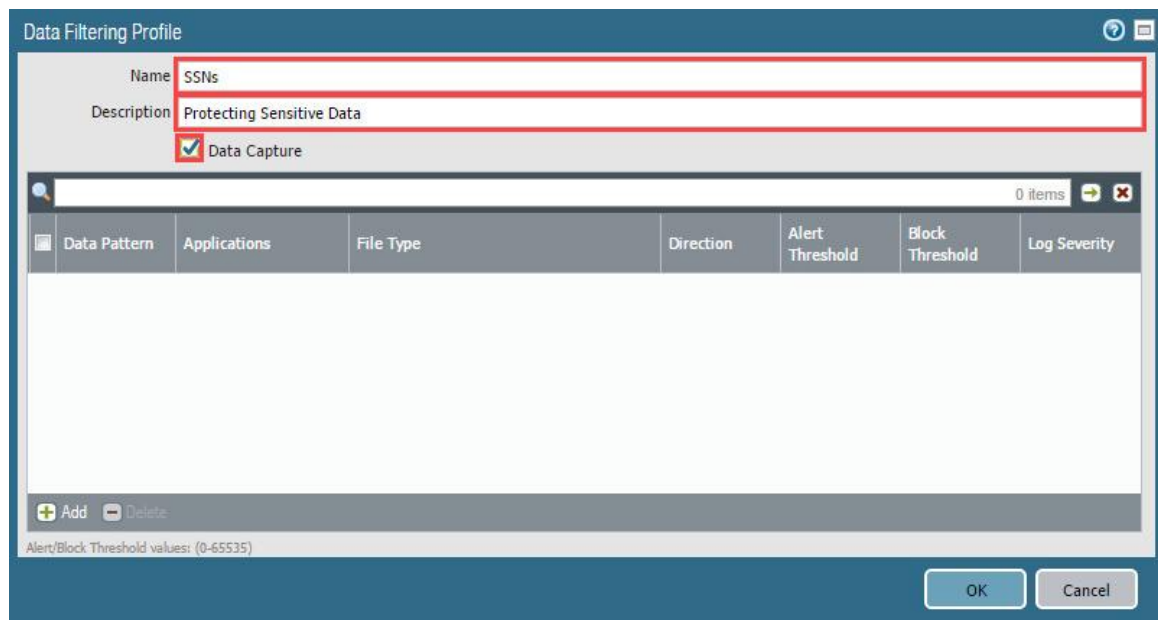 Data Filtering Profile
Name SSNs
Description Protecting Sensitive Data
Data Capture
0 items
Data Pattern Applications File Type Direction Alert Threshold Block Threshold Log Severity
Add Delete
Alert/Block Threshold values: (0-65535)
OK Cancel